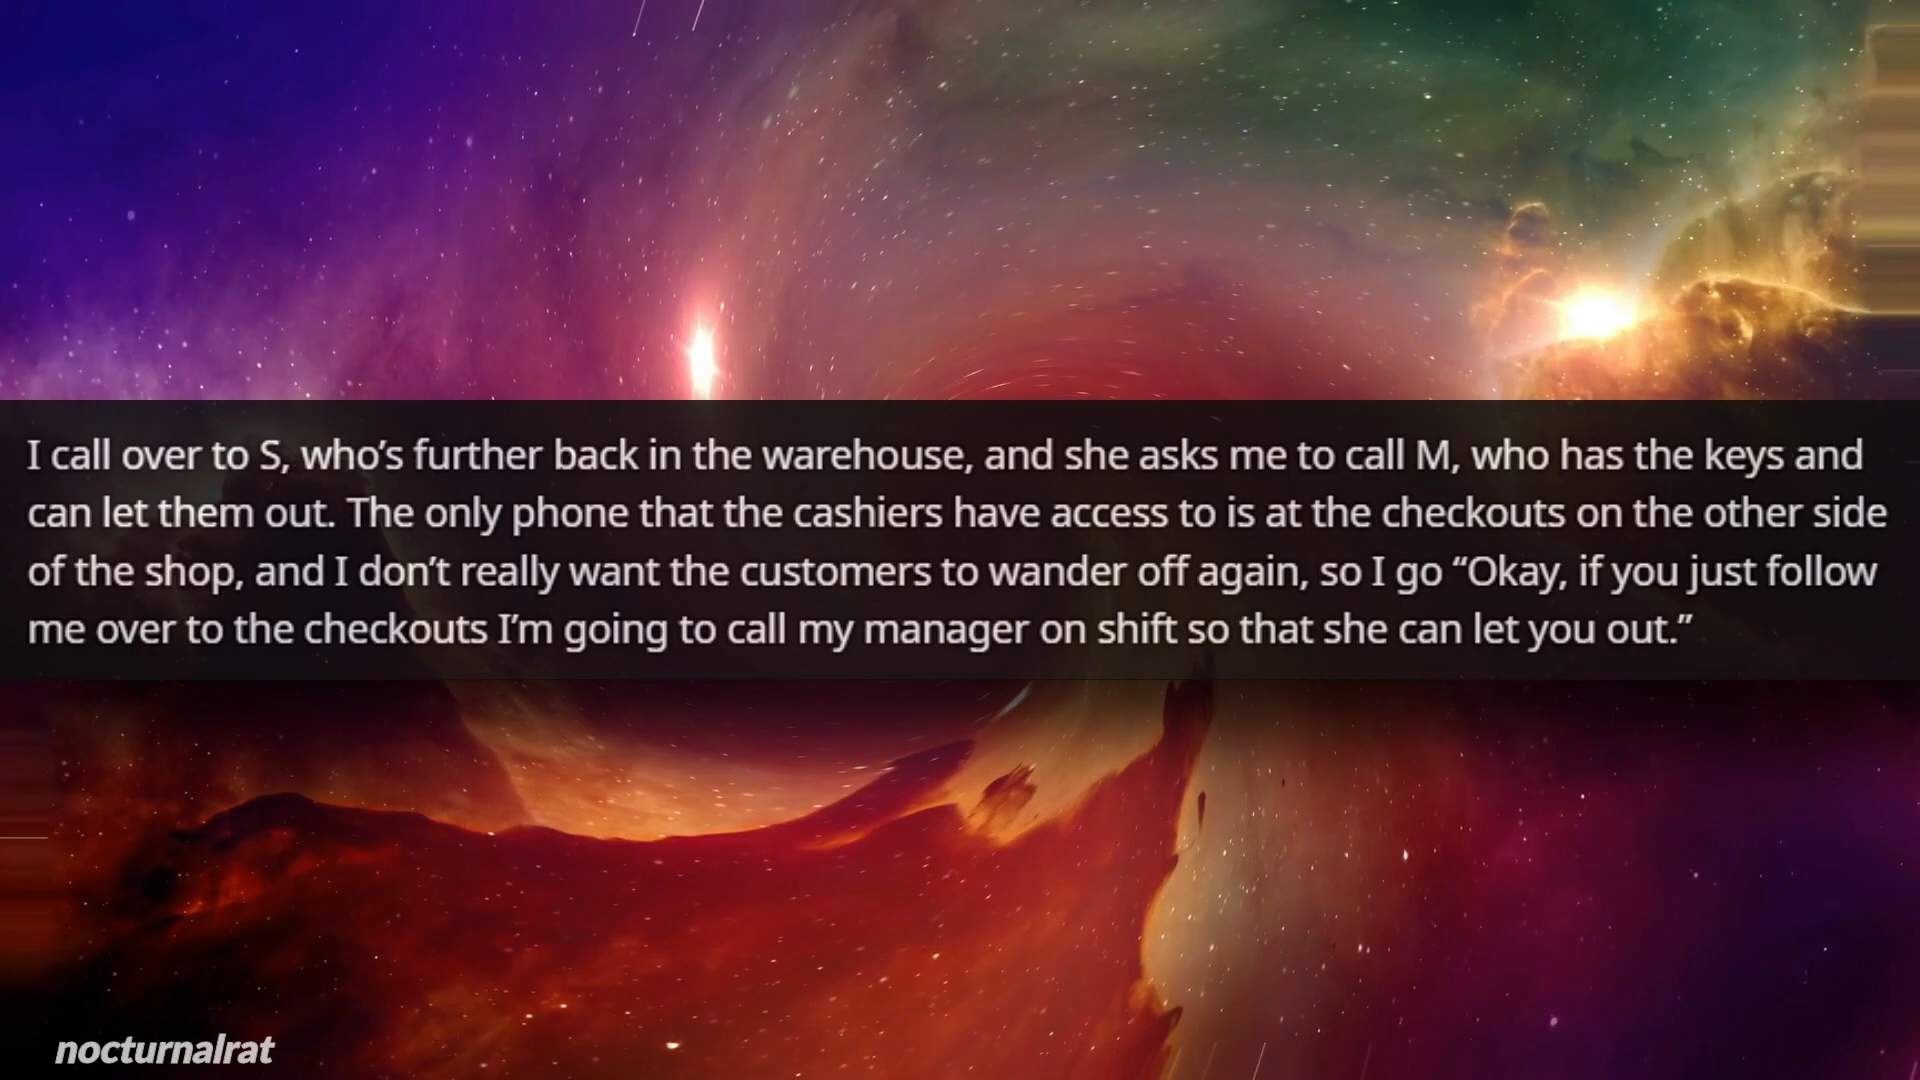 I call over to S, who’s further back in the warehouse, and she asks me to call M, who has the keys and
can let them out. The only phone that the cashiers have access to is at the checkouts on the other side
of the shop, and I don’t really want the customers to wander off again, so I go “Okay, if you just follow
me over to the checkouts I’m going to call my manager on shift so that she can let you out.”
nocturnalrat